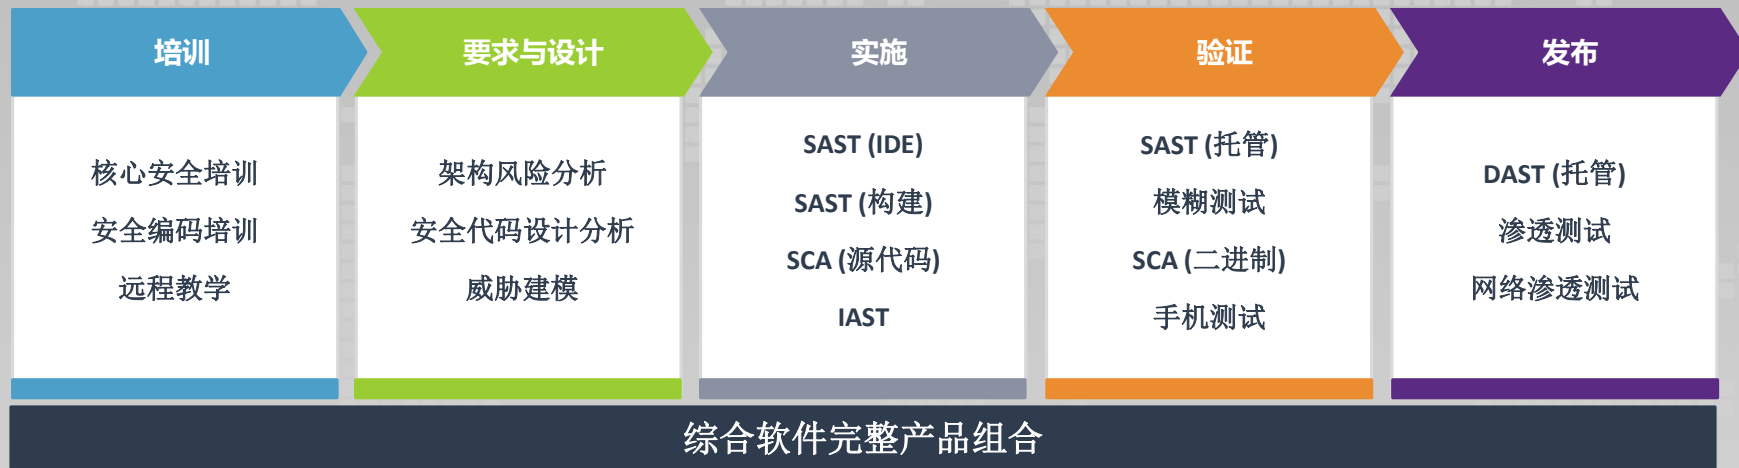 培训
核心安全培训
安全编码培训
远程教学
要求与设计
架构风险分析
安全代码设计分析
威胁建模
实施
SAST (IDE)
SAST (构建)
SCA (源代码)
IAST
验证
SAST (托管)
模糊测试
SCA (二进制)
手机测试
发布
DAST (托管)
渗透测试
网络渗透测试
综合软件完整产品组合